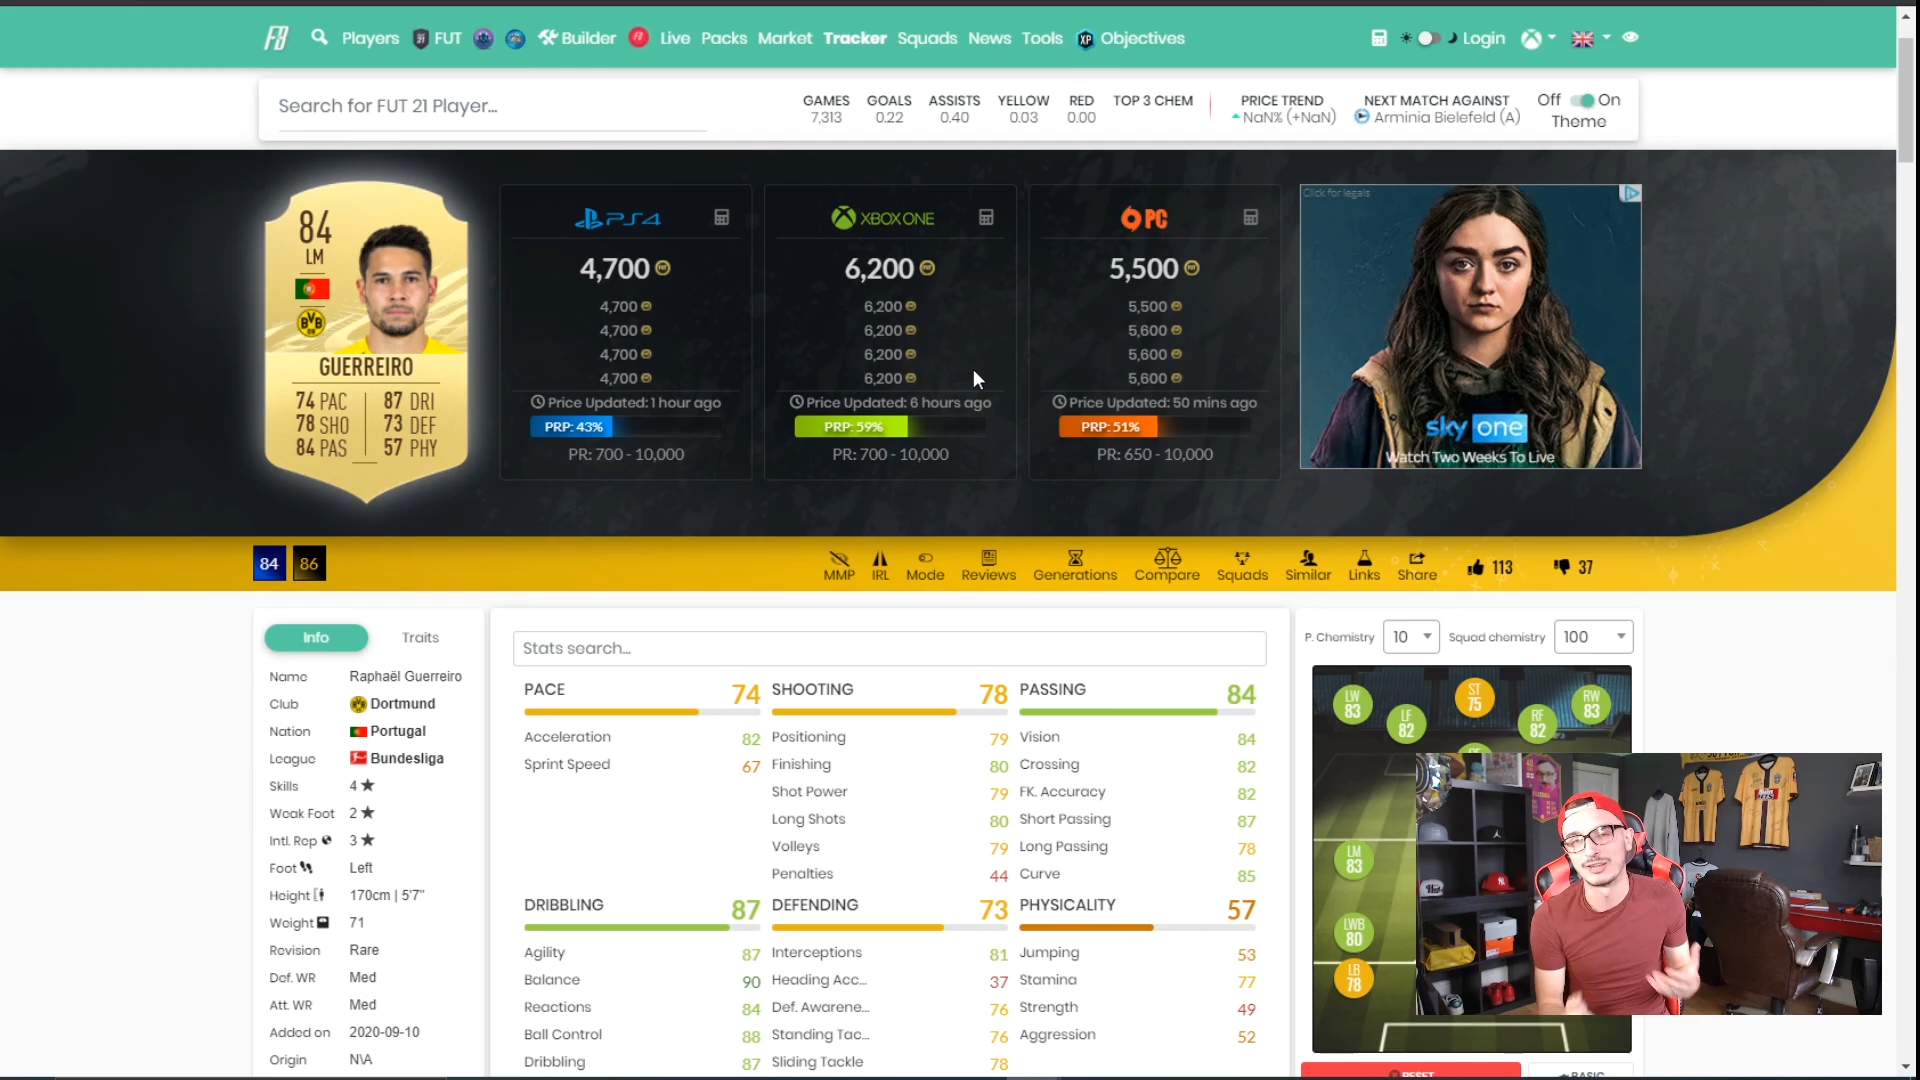 Players FUT Builder Live Packs Market Tracker Squads News Tools XP Objectives Login
Search for FUT 21 Player...
GAMES GOALS ASSISTS YELLOW RED TOP 3 CHEM PRICE TREND NEXT MATCH AGAINST Off On
7,313 0.22 0.40 0.03 0.00 NaN% (+NaN) Arminia Bielefeld (A) Theme
84
LM
BVB
09
GUERREIRO
74 PAC 87 DRI
78 SHO 73 DEF
84 PAS 57 PHY
PS4
4,700
4,700
4,700
4,700
4,700
Price Updated: 1 hour ago
PRP: 43%
PR: 700 - 10,000
XBOX ONE
6,200
6,200
6,200
6,200
6,200
Price Updated: 6 hours ago
PRP: 59%
PR: 700 - 10,000
PC
5,500
5,500
5,600
5,600
5,600
Price Updated: 50 mins ago
PRP: 51%
PR: 650 - 10,000
Click for legals
sky one
Watch Two Weeks To Live
84 86
MMP IRL Mode Reviews Generations Compare Squads Similar Links Share 113 37
Info Traits
Name Raphaël Guerreiro
Club Dortmund
Nation Portugal
League Bundesliga
Skills 4
Weak Foot 2
Intl. Rep 3
Foot Left
Height 170cm | 5'7"
Weight 71
Revision Rare
Def. WR Med
Att. WR Med
Added on 2020-09-10
Origin N\A
Stats search...
PACE 74
Acceleration 82
Sprint Speed 67
SHOOTING 78
Positioning 79
Finishing 80
Shot Power 79
Long Shots 80
Volleys 79
Penalties 44
PASSING 84
Vision 84
Crossing 82
FK. Accuracy 82
Short Passing 87
Long Passing 78
Curve 85
DRIBBLING 87
Agility 87
Balance 90
Reactions 84
Ball Control 88
Dribbling 87
DEFENDING 73
Interceptions 81
Heading Acc... 37
Def. Awarene... 76
Standing Tac... 76
Sliding Tackle 78
PHYSICALITY 57
Jumping 53
Stamina 77
Strength 49
Aggression 52
P. Chemistry 10 Squad chemistry 100
LW
83
LF
82
ST
75
RF
82
RW
83
LM
83
LWB
80
LB
78
RESET BASIC